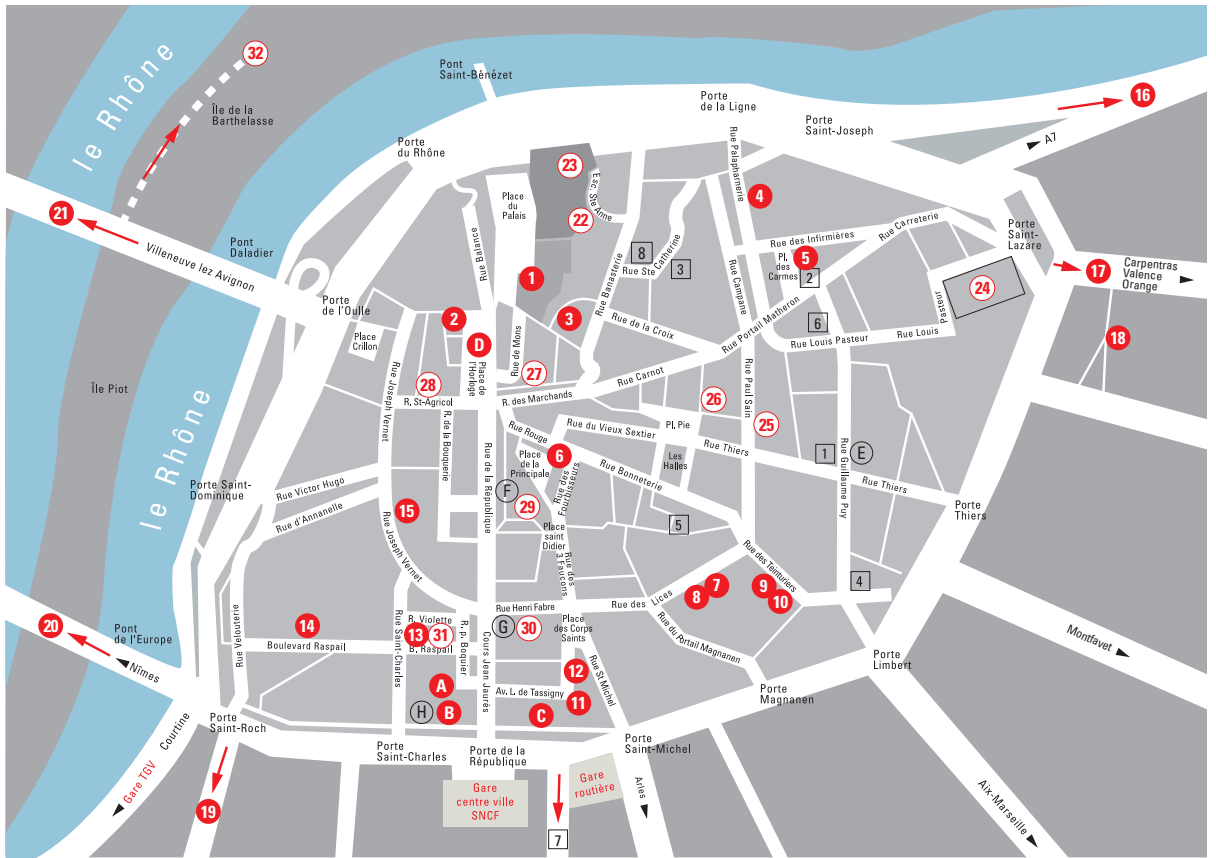 32
le Rhône
Île de la
Barthelasse
Pont
Saint-Bénézet
Porte
de la Ligne
Porte
Saint-Joseph
16
A7
Porte
du Rhône
23
Esc. Ste Anne
22
Place
du
Palais
Rue Balance
Rue Palapharnerie
4
21
Villeneuve lez Avignon
Pont
Daladier
Porte
de l'Oulle
1
8
Rue Ste Catherine
3
Rue Banasterie
Rue des Infirmières
Rue Carreterie
Pl.
des
Carmes
5
2
Porte
Saint-
Lazare
17
Carpentras
Valence
Orange
24
Rue Campane
Rue Portail Matheron
6
Rue Louis Pasteur
Rue Louis
Pasteur
18
2
D
Place de
l'Horloge
Rue de Mons
3
Rue de la Croix
Place
Crillon
Île Piot
Rue Joseph Vernet
28
R. St-Agricol
27
R. des Marchands
Rue Carnot
26
Rue Paul Sain
25
R. de la Bouquerie
Rue Rouge
Rue du Vieux Sextier
Pl. Pie
Rue Thiers
Les
Halles
1
E
Rue Guillaume Puy
Rue Thiers
Porte
Thiers
le Rhône
Porte Saint-
Dominique
Rue Victor Hugo
Rue d'Annanelle
15
Rue Joseph Vernet
Rue de la République
Place
de la
Principale
6
Rue des
Fourbisseurs
Rue Bonneterie
F
29
Place
saint
Didier
Rue des
3 Faucons
5
Rue des Teinturiers
4
7
8
9
10
Rue Henri Fabre
Rue des Lices
Rue du Portail Magnanen
20
Pont
de l'Europe
Nîmes
Rue Velouterie
14
Boulevard Raspail
Rue Saint-Charles
R. Violette
13
31
B. Raspail
R. p. Boquier
G
30
Cours Jean Jaurès
Place
des Corps
Saints
Rue St Michel
12
11
Av. L. de Tassigny
A
H
B
C
Porte
Limbert
Porte
Magnanen
Montfavet
Courtine
Gare TGV
Porte
Saint-Roch
19
Porte
Saint-Charles
Porte de la
République
Porte
Saint-Michel
Gare
centre ville
SNCF
Gare
routière
7
Arles
Aix-Marseille